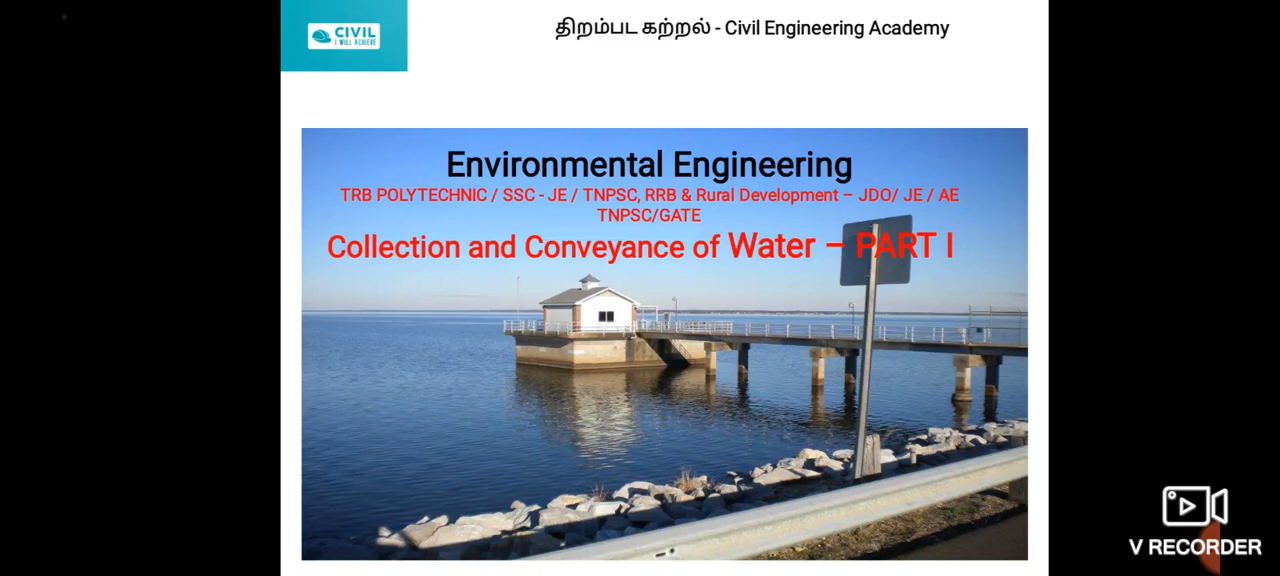 CIVIL
I WILL ACHIEVE
திறம்பட கற்றல் - Civil Engineering Academy
Environmental Engineering
TRB POLYTECHNIC / SSC - JE / TNPSC, RRB & Rural Development – JDO/ JE / AE
TNPSC/GATE
Collection and Conveyance of Water – PART I
V RECORDER